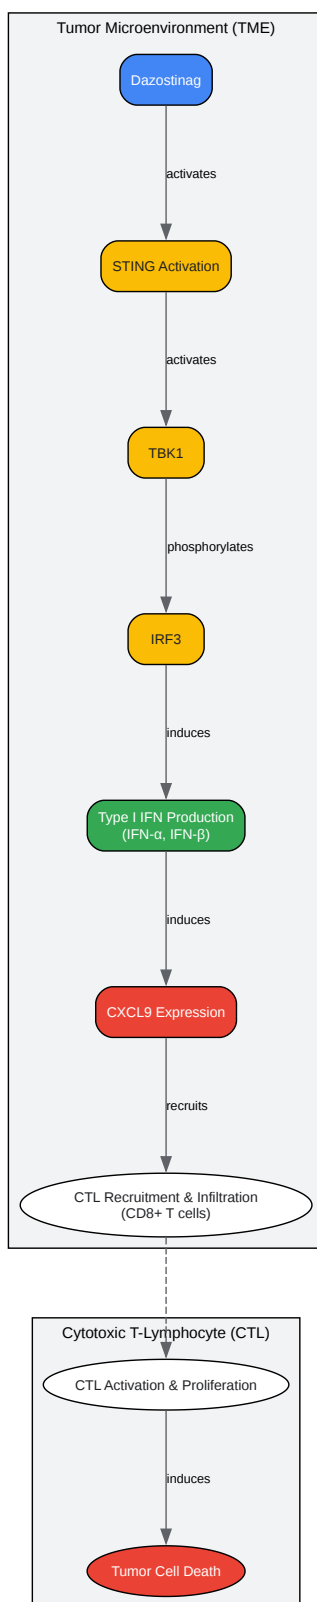 Tumor Microenvironment (TME)
Dazostinag
activates
STING Activation
activates
TBK1
phosphorylates
IRF3
induces
Type I IFN Production
(IFN-α, IFN-β)
induces
CXCL9 Expression
recruits
CTL Recruitment & Infiltration
(CD8+ T cells)
Cytotoxic T-Lymphocyte (CTL)
CTL Activation & Proliferation
induces
Tumor Cell Death